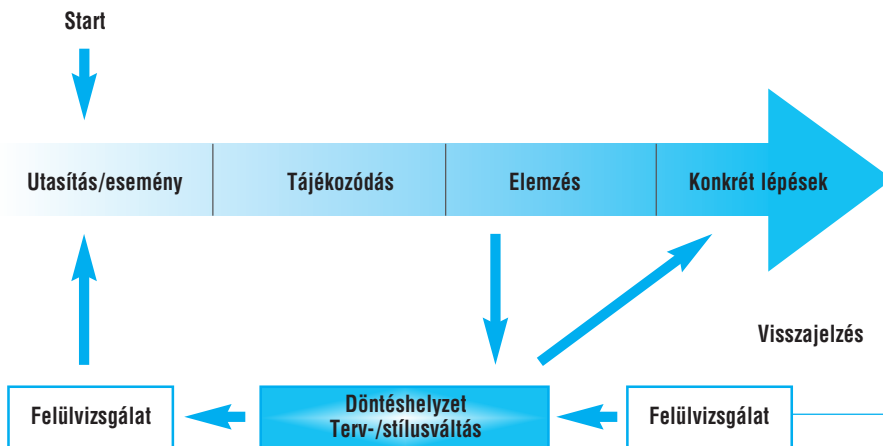 Start
Utasítás/esemény
Tájékozódás
Elemzés
Konkrét lépések
Visszajelzés
Felülvizsgálat
Döntéshelyzet
Terv-/stílusváltás
Felülvizsgálat